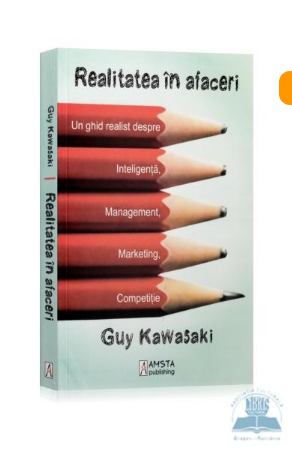 Realitatea în afaceri
Un ghid realist despre
Inteligență,
Management,
Marketing,
Competiție
Guy Kawasaki
AMSTA
publishing
Guy Kawasaki | Realitatea în afaceri
LIBRIS